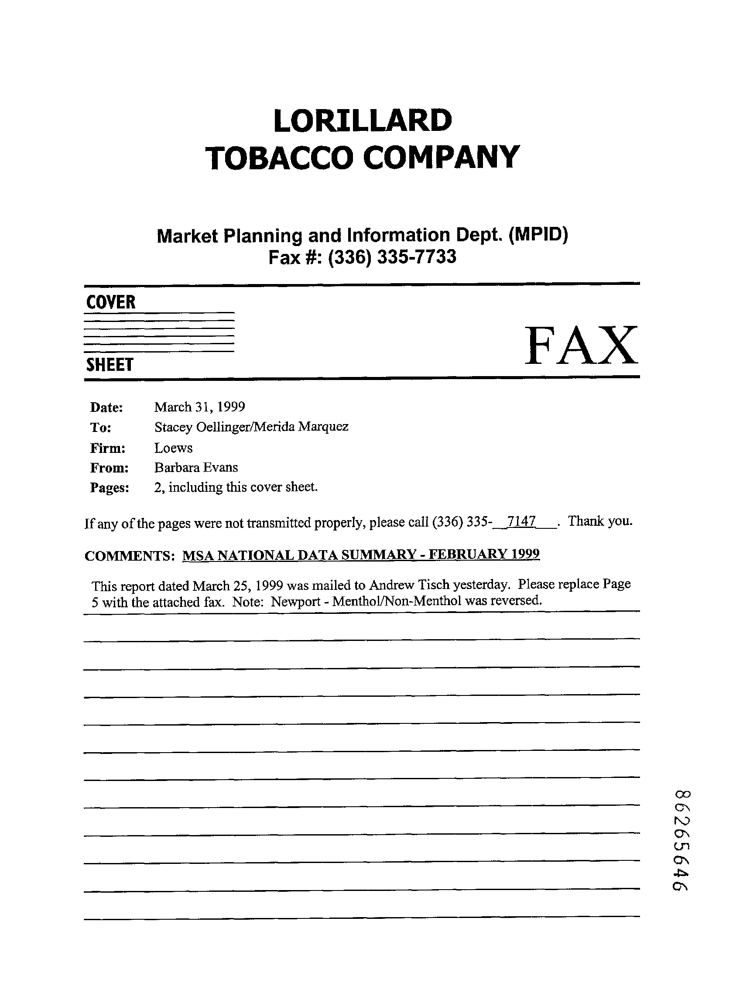 LORILLARD
TOBACCO COMPANY
Market Planning and Information Dept. (MPID)
Fax #: (336) 335-7733
COVER
SHEET
FAX
Date: March 31, 1999
To: Stacey Oellinger/Merida Marquez
Firm: Loews
From: Barbara Evans
Pages: 2, including this cover sheet.
If any of the pages were not transmitted properly, please call (336) 335-__7147___. Thank you.
COMMENTS: MSA NATIONAL DATA SUMMARY - FEBRUARY 1999
This report dated March 25, 1999 was mailed to Andrew Tisch yesterday. Please replace Page
5 with the attached fax. Note: Newport - Menthol/Non-Menthol was reversed.
86265646